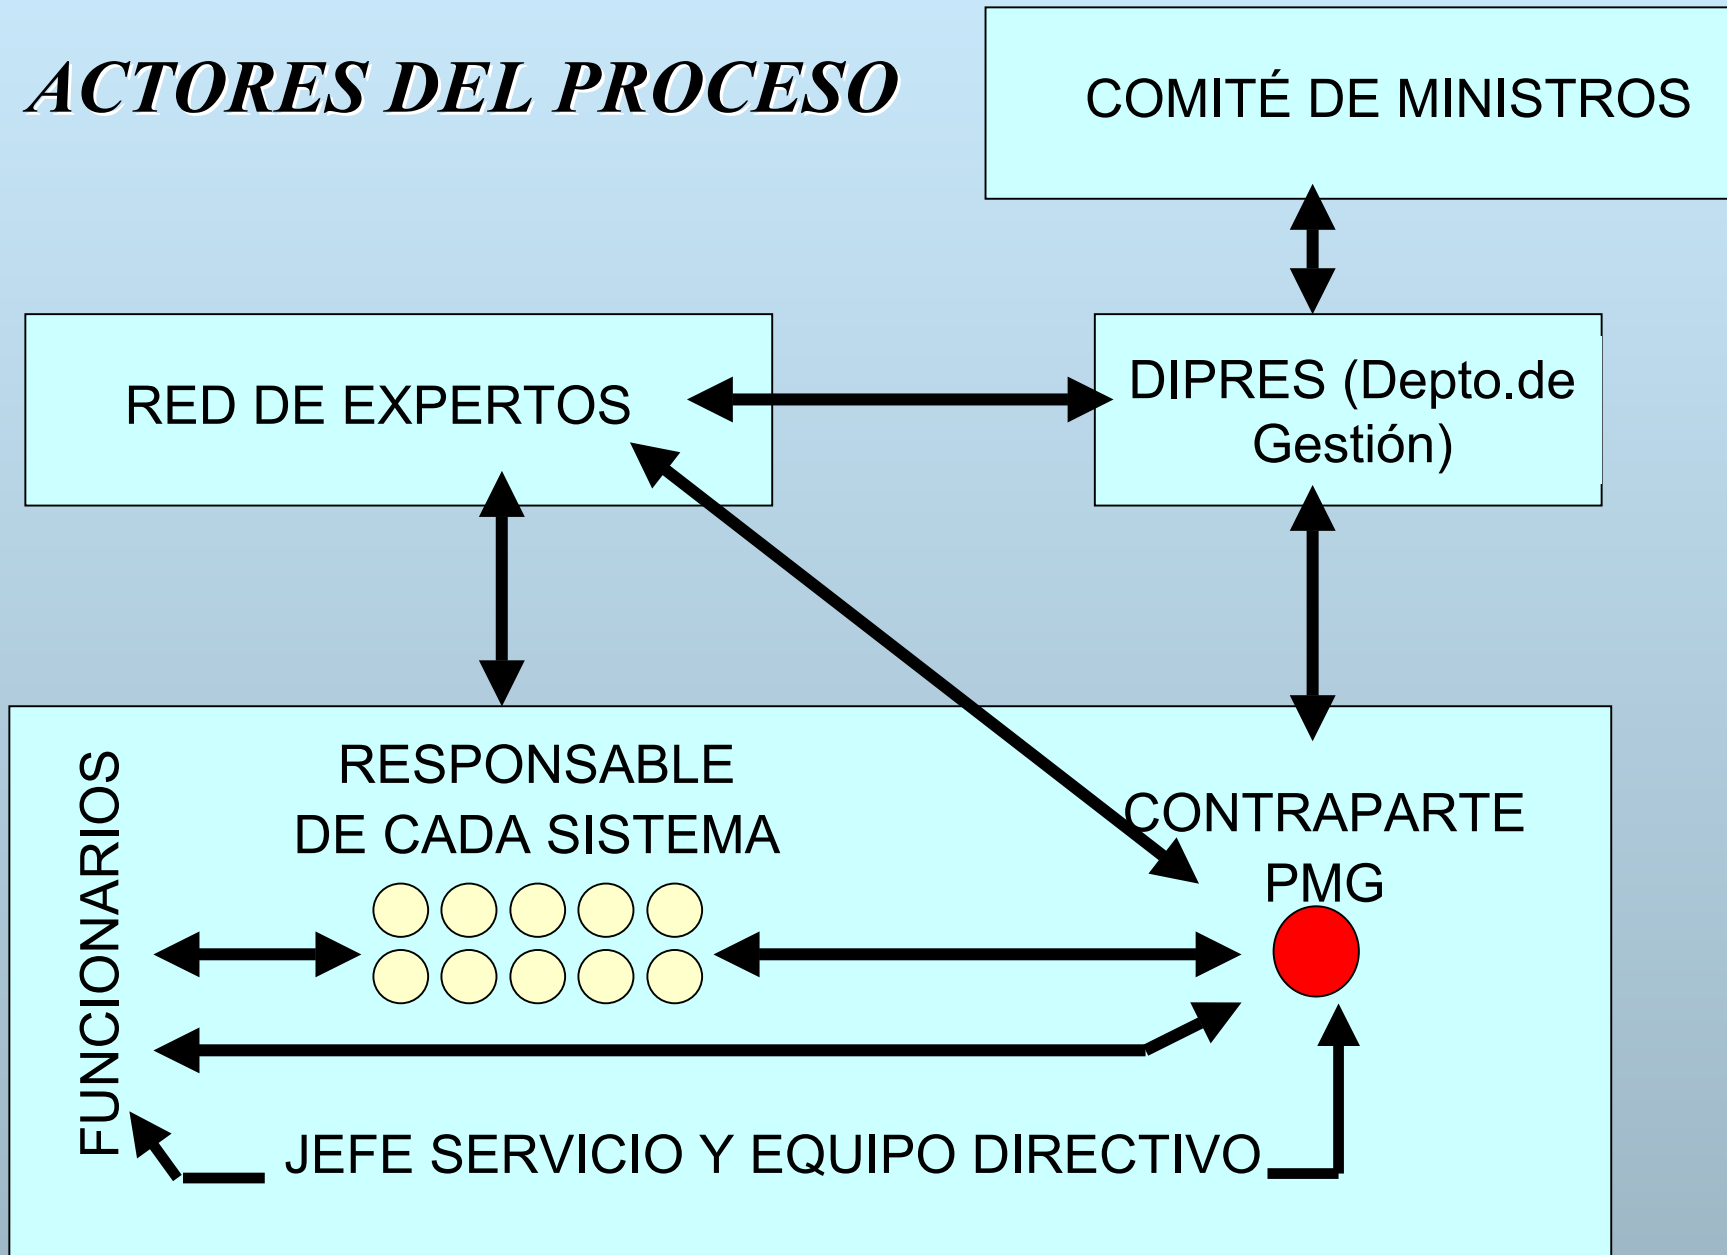 ACTORES DEL PROCESO
COMITÉ DE MINISTROS
RED DE EXPERTOS
DIPRES (Depto.de
Gestión)
FUNCIONARIOS
RESPONSABLE
DE CADA SISTEMA
CONTRAPARTE
PMG
JEFE SERVICIO Y EQUIPO DIRECTIVO